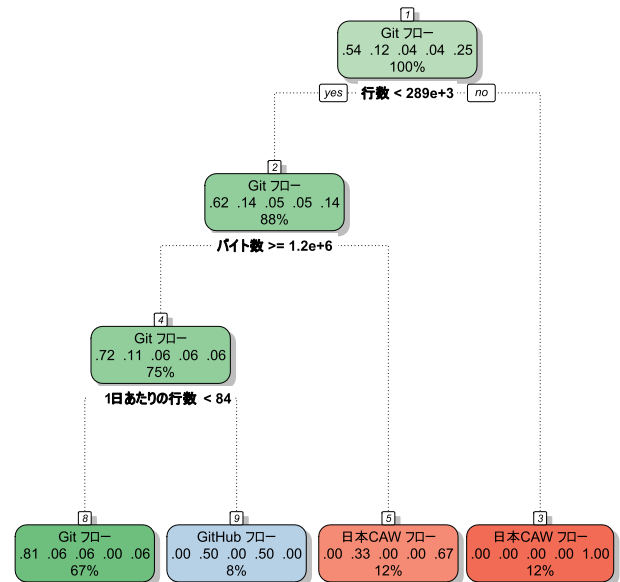 1
Git フロー
.54 .12 .04 .04 .25
100%
yes 行数 < 289e+3 no
2
Git フロー
.62 .14 .05 .05 .14
88%
バイト数 >= 1.2e+6
4
Git フロー
.72 .11 .06 .06 .06
75%
1日あたりの行数 < 84
8 9 5 3
Git フロー GitHub フロー 日本CAW フロー 日本CAW フロー
.81 .06 .06 .00 .06 .00 .50 .00 .50 .00 .00 .33 .00 .00 .67 .00 .00 .00 .00 1.00
67% 8% 12% 12%